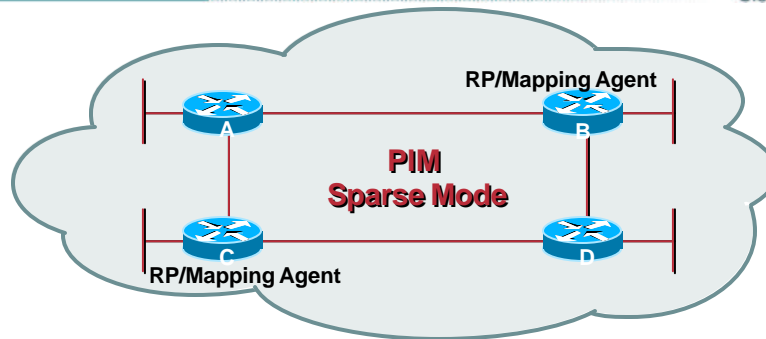 RP/Mapping Agent
A
B
PIM
Sparse Mode
C
D
RP/Mapping Agent